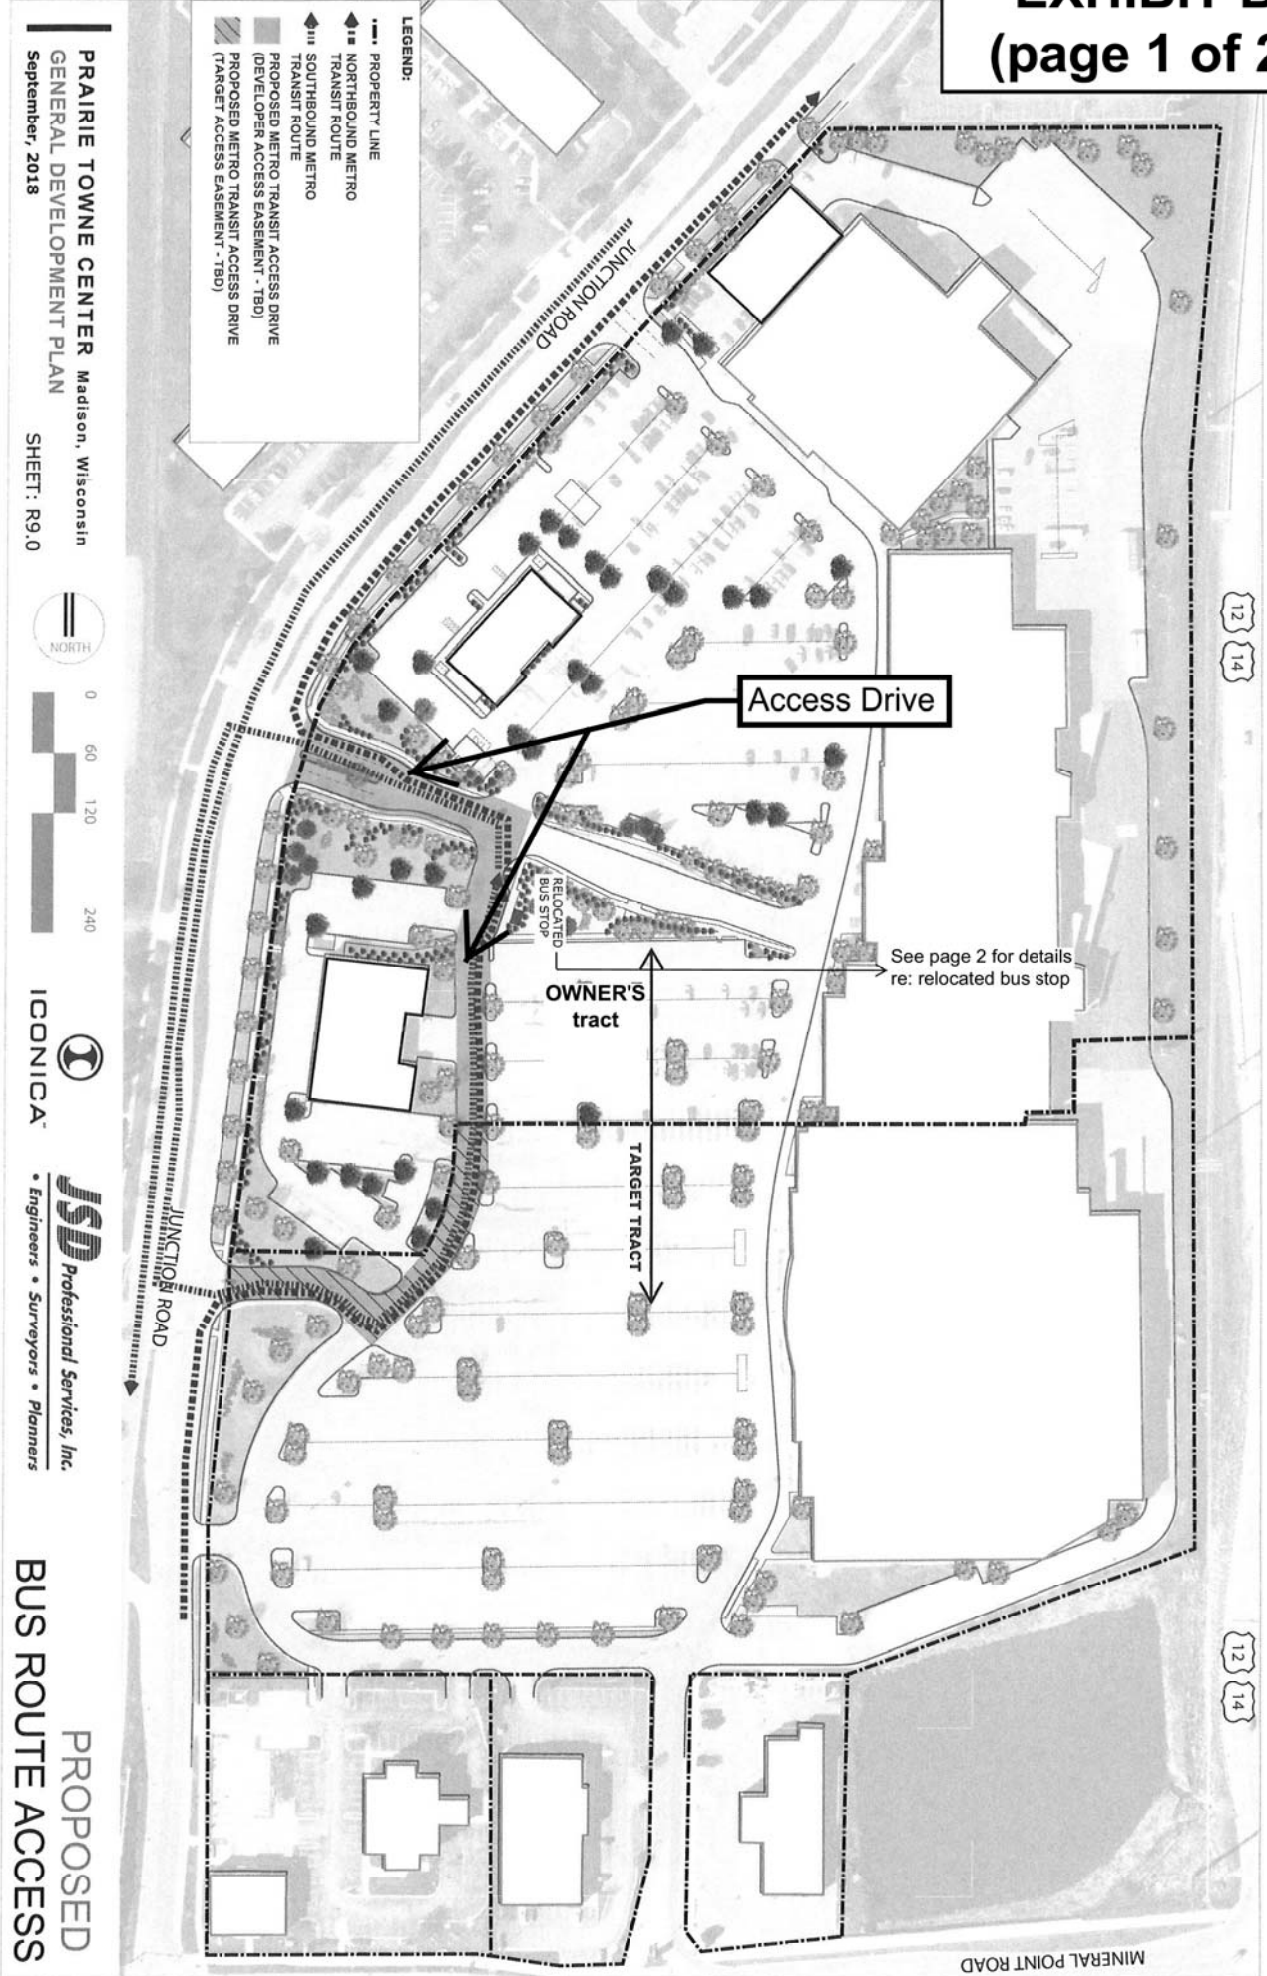 EXHIBIT B
(page 1 of 2
LEGEND:
PROPERTY LINE
NORTHBOUND METRO
TRANSIT ROUTE
SOUTHBOUND METRO
TRANSIT ROUTE
PROPOSED METRO TRANSIT ACCESS DRIVE
(DEVELOPER ACCESS EASEMENT - TBD)
PROPOSED METRO TRANSIT ACCESS DRIVE
(TARGET ACCESS EASEMENT - TBD)
JUNCTION ROAD
12 14
Access Drive
RELOCATED
BUS STOP
See page 2 for details
re: relocated bus stop
OWNER'S
tract
TARGET TRACT
JUNCTION ROAD
12 14
MINERAL POINT ROAD
PRAIRIE TOWNE CENTER Madison, Wisconsin
GENERAL DEVELOPMENT PLAN
September, 2018
SHEET: R9.0
NORTH
0 60 120 240
ICONICA
JSD Professional Services, Inc.
• Engineers • Surveyors • Planners
PROPOSED
BUS ROUTE ACCESS